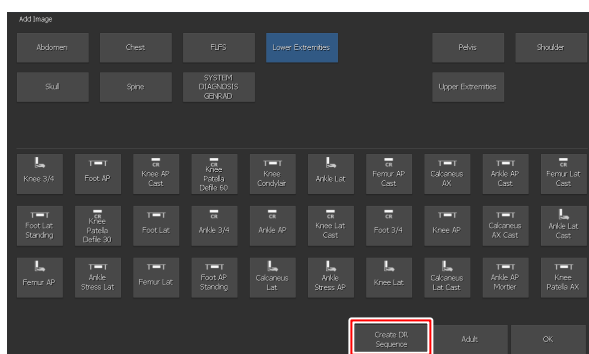 Add Image
Abdomen
Chest
FLFS
Lower Extremities
Pelvis
Shoulder
Skull
Spine
SYSTEM
DIAGNOSIS
GENRAD
Upper Extremities
Knee 3/4
Foot AP
CR
Knee AP
Cast
CR
Knee
Patella
Defile 60
Knee
Condylair
Ankle Lat
CR
Femur AP
Cast
Calcaneus
AX
Ankle AP
Cast
CR
Femur Lat
Cast
Foot Lat
Standing
CR
Knee
Patella
Defile 30
Foot Lat
CR
Ankle 3/4
CR
Ankle AP
CR
Knee Lat
Cast
CR
Foot 3/4
Knee AP
Calcaneus
AX Cast
Ankle Lat
Cast
Femur AP
Ankle
Stress Lat
Femur Lat
Foot AP
Standing
Calcaneus
Lat
Ankle
Stress AP
Knee Lat
Calcaneus
Lat Cast
Ankle AP
Mortier
Knee
Patella AX
Create DR
Sequence
Adult
OK